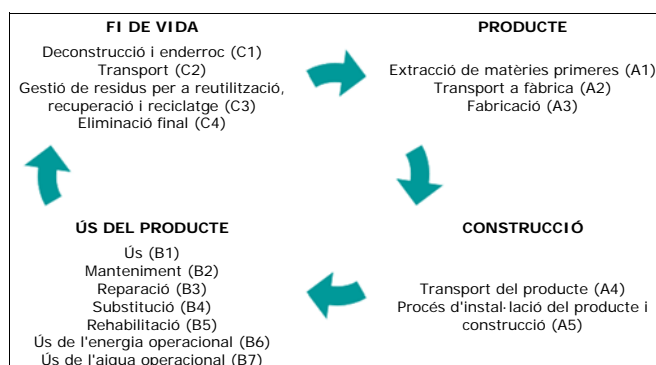 FI DE VIDA
Deconstrucció i enderroc (C1)
Transport (C2)
Gestió de residus per a reutilització,
recuperació i reciclatge (C3)
Eliminació final (C4)
PRODUCTE
Extracció de matèries primeres (A1)
Transport a fàbrica (A2)
Fabricació (A3)
ÚS DEL PRODUCTE
Ús (B1)
Manteniment (B2)
Reparació (B3)
Substitució (B4)
Rehabilitació (B5)
Ús de l'energia operacional (B6)
Ús de l'aigua operacional (B7)
CONSTRUCCIÓ
Transport del producte (A4)
Procés d'instal·lació del producte i
construcció (A5)